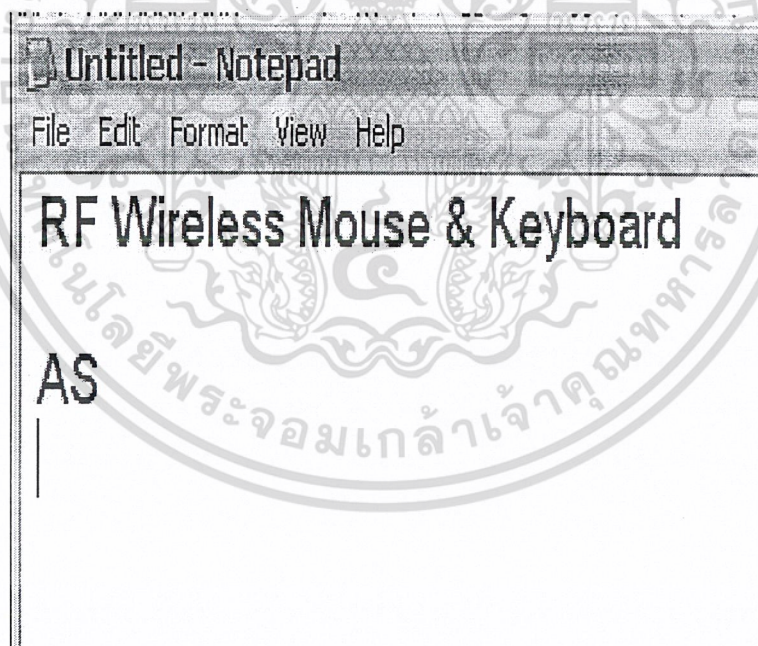 Untitled - Notepad
File Edit Format View Help
RF Wireless Mouse & Keyboard
AS